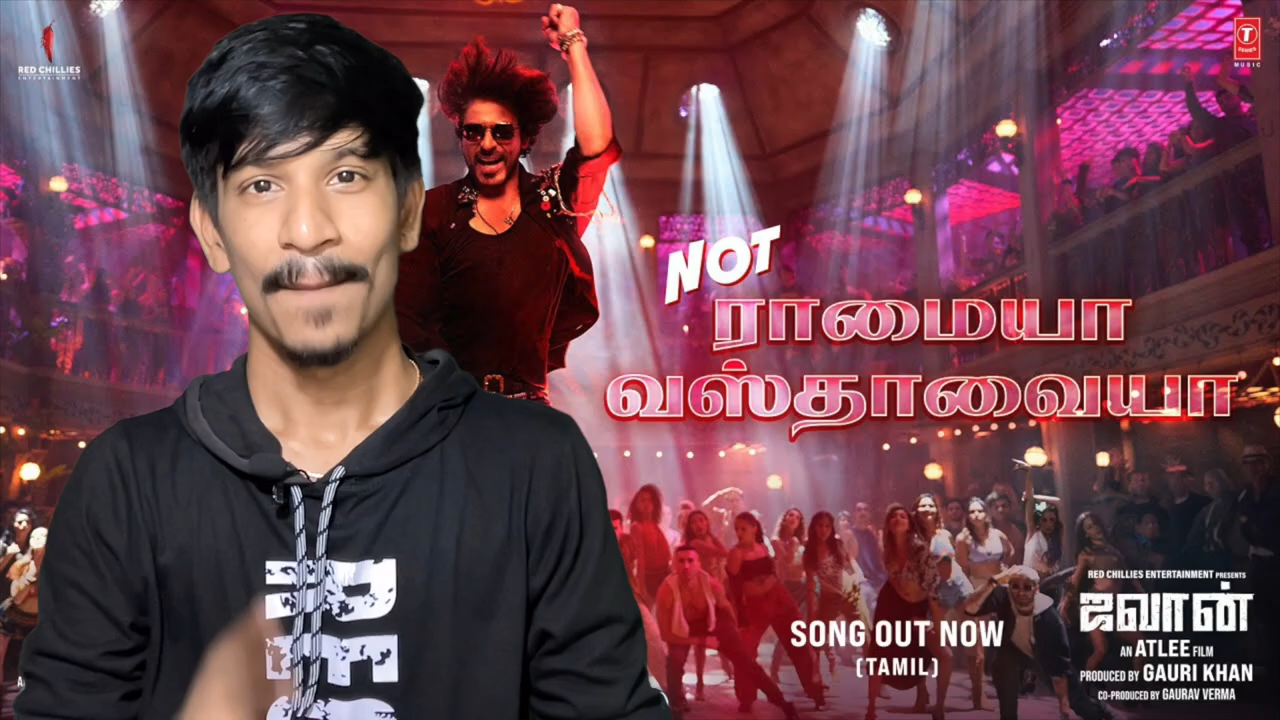 RED CHILLIES
ENTERTAINMENT
T
SERIES
MUSIC
NOT
ராமையா
வஸ்தாவையா
SONG OUT NOW
(TAMIL)
RED CHILLIES ENTERTAINMENT PRESENTS
ஜவான்
AN ATLEE FILM
PRODUCED BY GAURI KHAN
CO-PRODUCED BY GAURAV VERMA